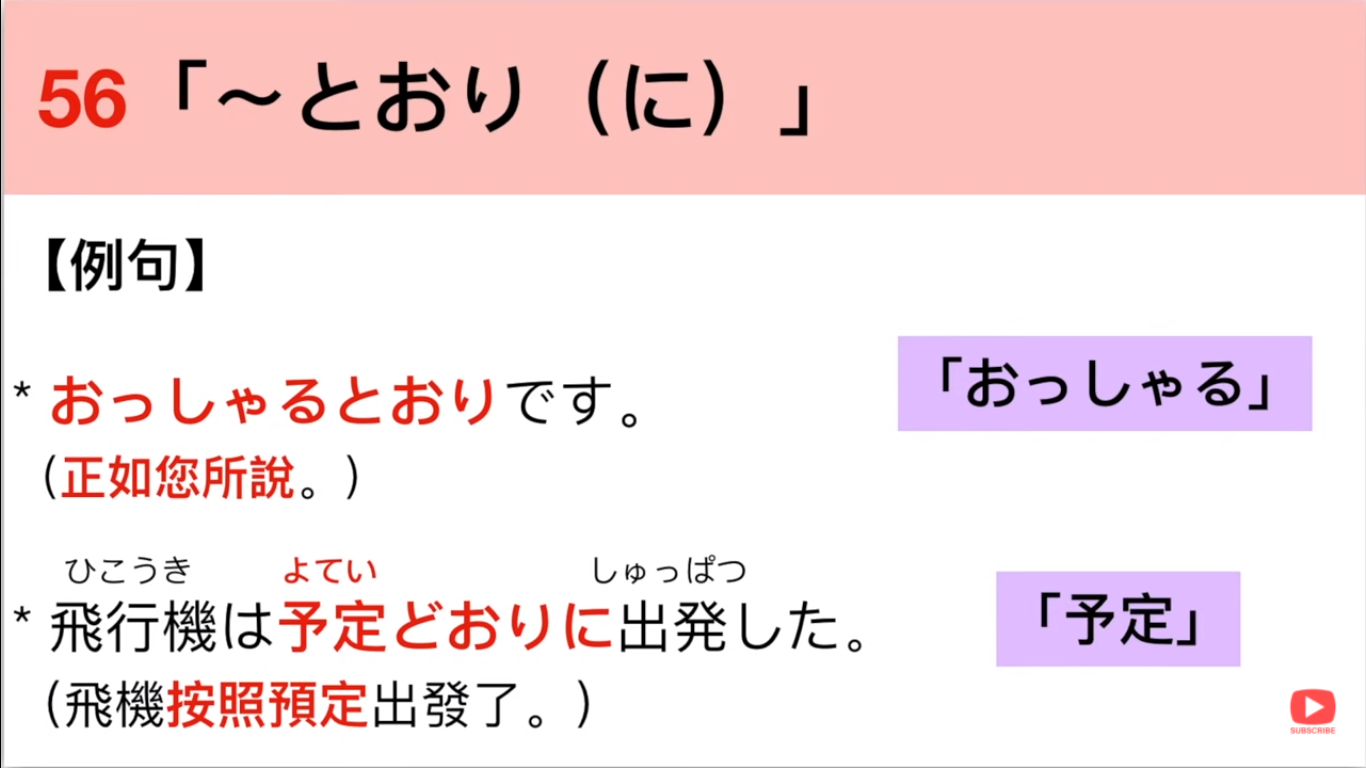 56「～とおり（に）」
【例句】
* おっしゃるとおりです。
「おっしゃる」
（正如您所說。）
ひこうき よてい しゅっぱつ
* 飛行機は予定どおりに出発した。
「予定」
（飛機按照預定出發了。）
SUBSCRIBE